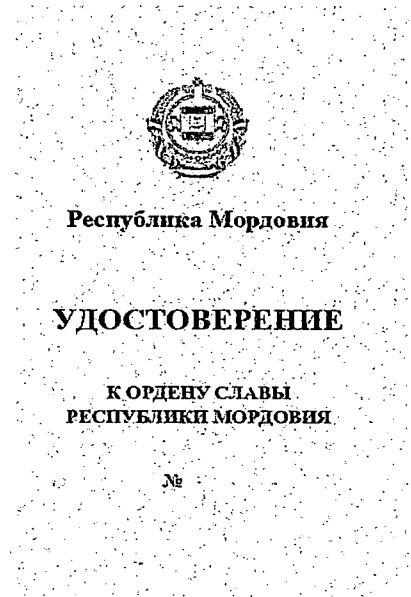 Республика Мордовия
УДОСТОВЕРЕНИЕ
К ОРДЕНУ СЛАВЫ
РЕСПУБЛИКИ МОРДОВИЯ
№